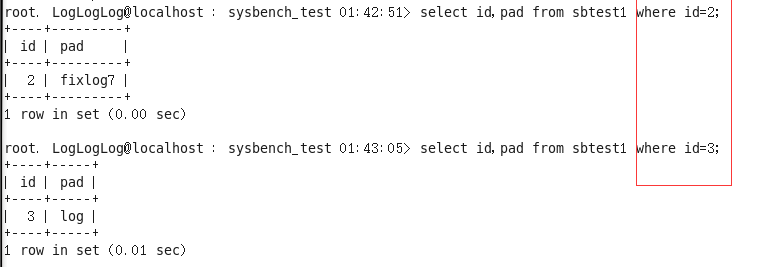 root. LogLogLog@localhost : sysbench_test 01:42:51> select id,pad from sbtest1 where id=2;
+----+---------+
| id | pad     |
+----+---------+
|  2 | fixlog7 |
+----+---------+
1 row in set (0.00 sec)
root. LogLogLog@localhost : sysbench_test 01:43:05> select id,pad from sbtest1 where id=3;
+----+-----+
| id | pad |
+----+-----+
|  3 | log |
+----+-----+
1 row in set (0.01 sec)